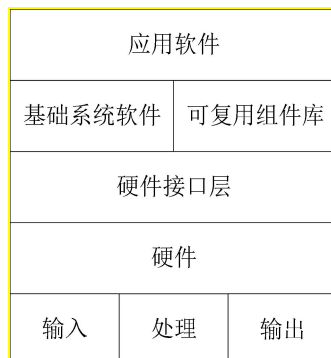 应用软件
基础系统软件 可复用组件库
硬件接口层
硬件
输入 处理 输出